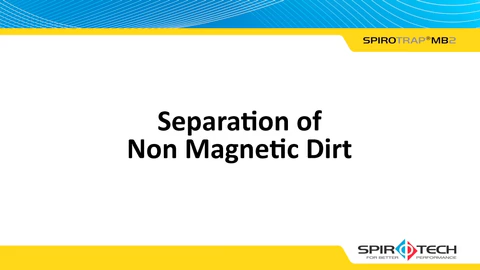 SPIROTRAP®MB2
Separation of
Non Magnetic Dirt
SPIROTECH
FOR BETTER PERFORMANCE